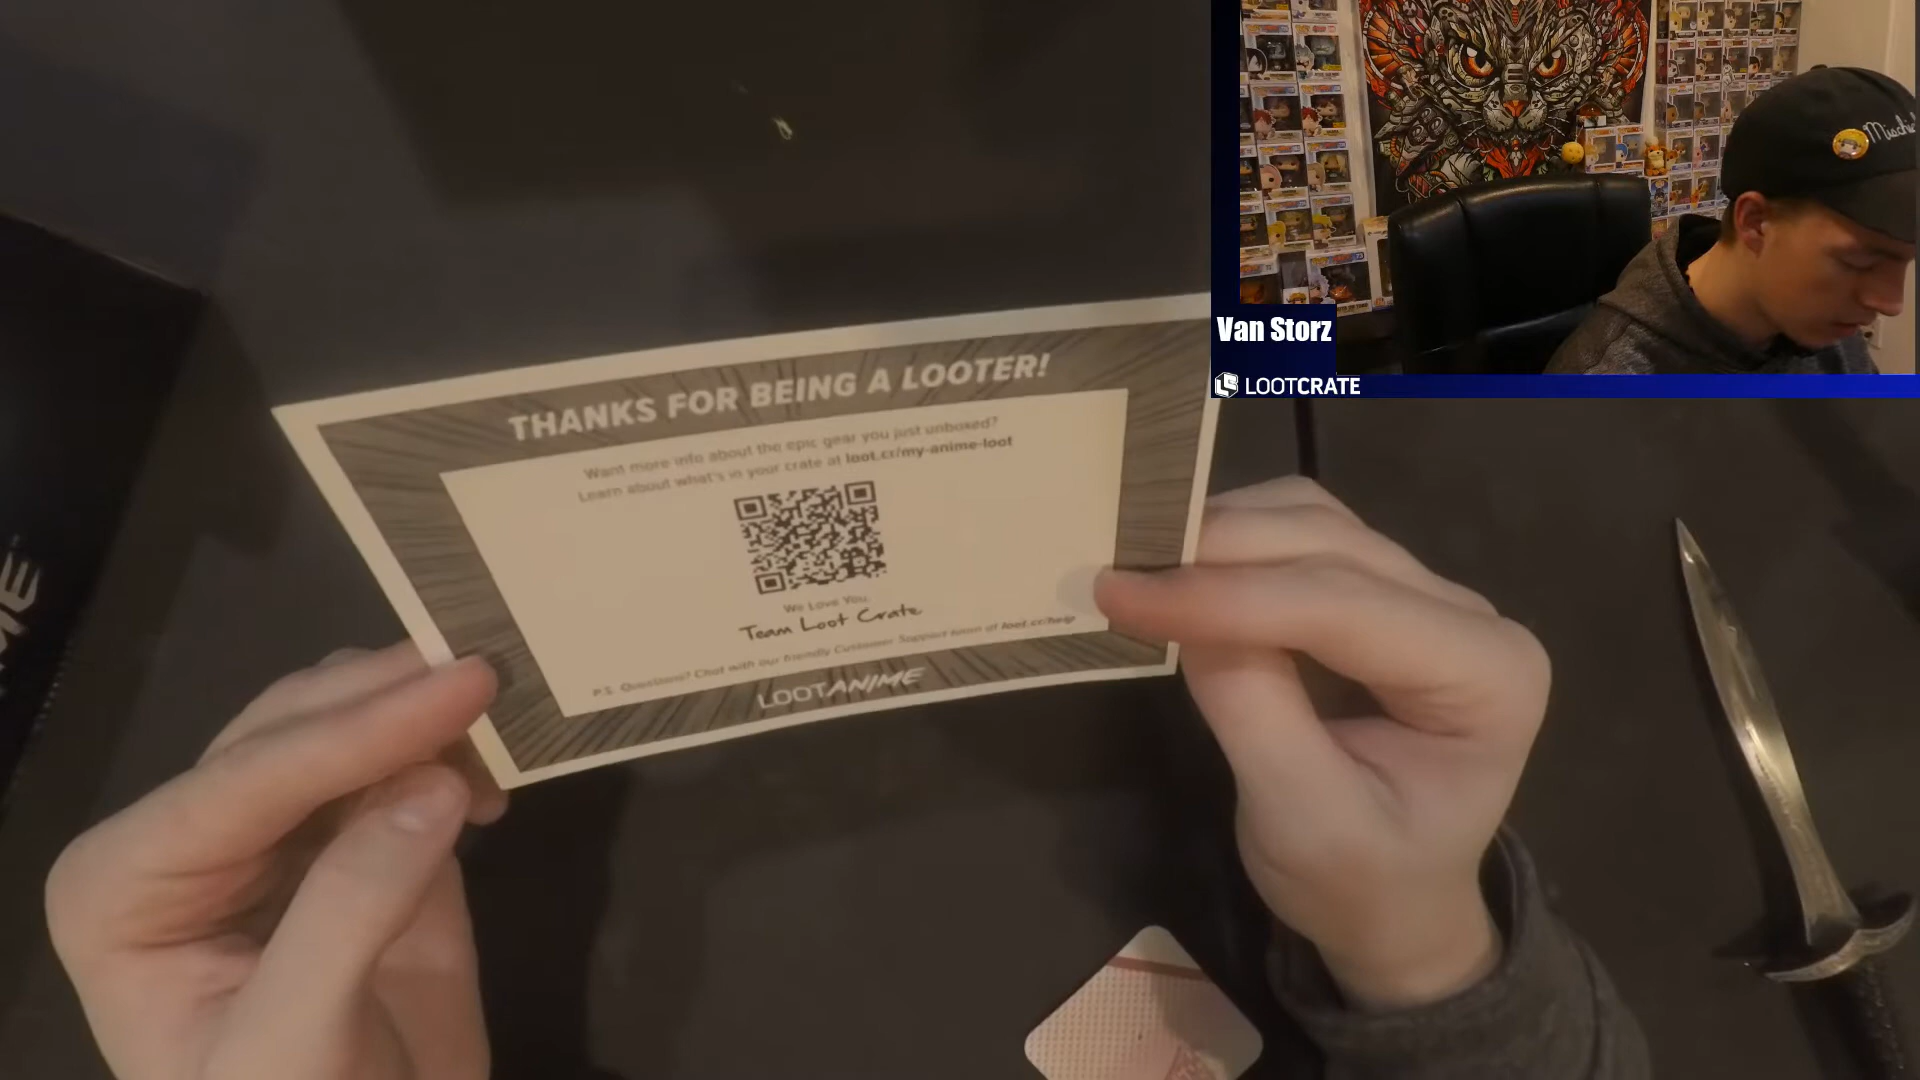 THANKS FOR BEING A LOOTER!
Want more info about the epic gear you just unboxed?
Learn about what's in your crate at loot.cr/my-anime-loot
We Love You,
Team Loot Crate
P.S. Questions? Chat with our friendly Customer Support team at loot.cr/help
LOOTANIME
Mischi
Van Storz
LOOTCRATE